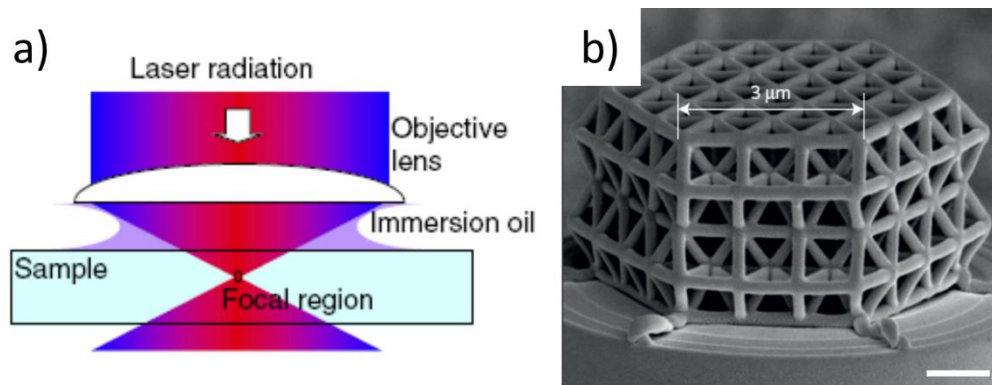 a)
Laser radiation
Objective
lens
Immersion oil
Sample
Focal region
b)
3 µm